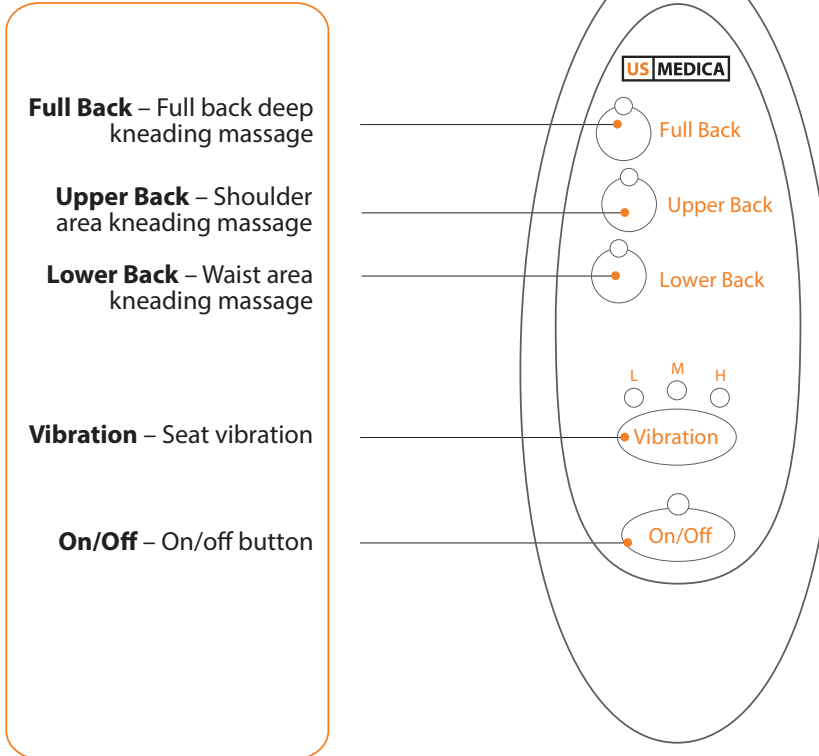 Full Back – Full back deep
kneading massage
Upper Back – Shoulder
area kneading massage
Lower Back – Waist area
kneading massage
Vibration – Seat vibration
On/Off – On/off button
US MEDICA
Full Back
Upper Back
Lower Back
L M H
Vibration
On/Off